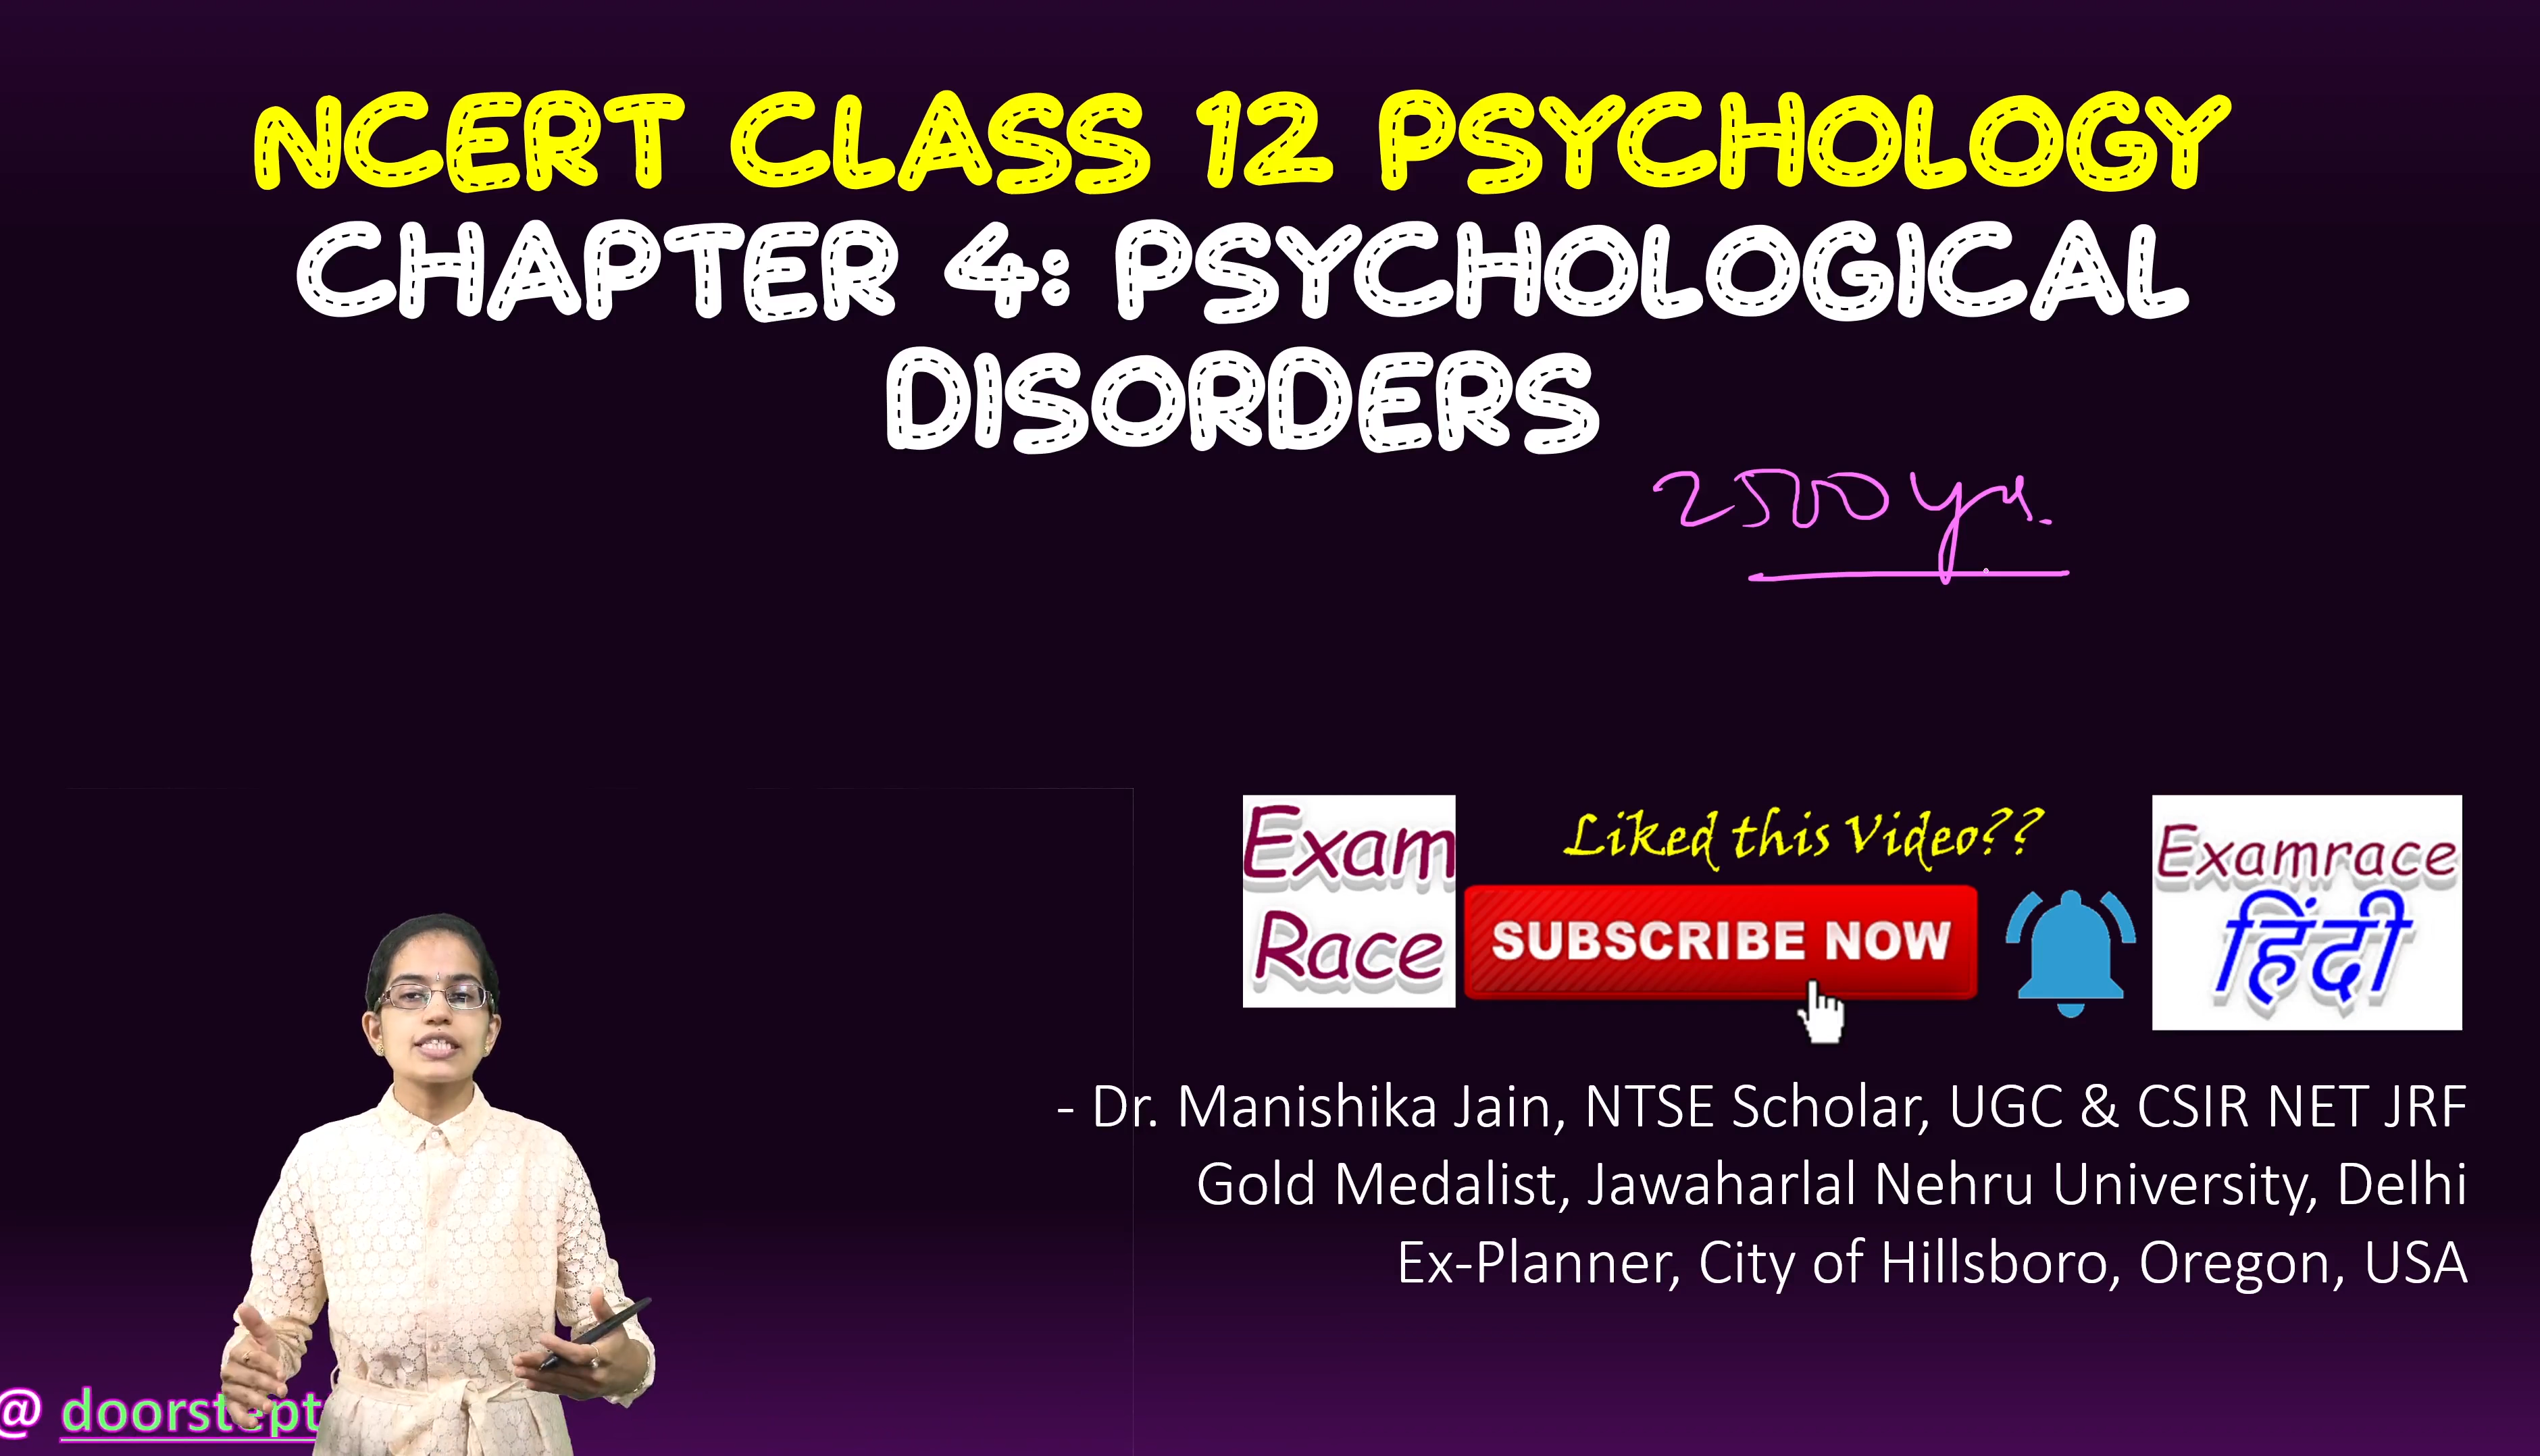 NCERT CLASS 12 PSYCHOLOGY
CHAPTER 4: PSYCHOLOGICAL
DISORDERS
2500 yrs.
Exam
Race
Liked this Video??
SUBSCRIBE NOW
Examrace
हिंदी
- Dr. Manishika Jain, NTSE Scholar, UGC & CSIR NET JRF
Gold Medalist, Jawaharlal Nehru University, Delhi
Ex-Planner, City of Hillsboro, Oregon, USA
@ doorstept